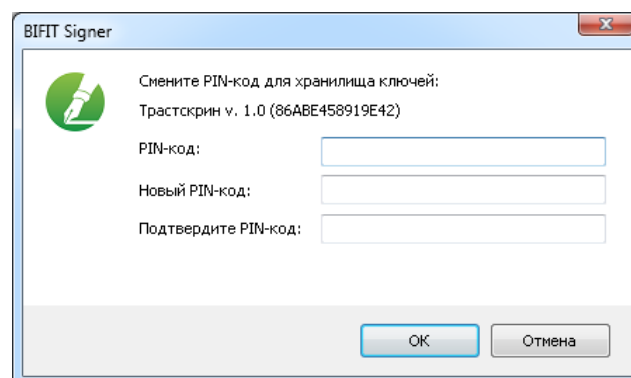 BIFIT Signer
Смените PIN-код для хранилища ключей:
Трастскрин v. 1.0 (86ABE458919E42)
PIN-код:
Новый PIN-код:
Подтвердите PIN-код:
ОК
Отмена